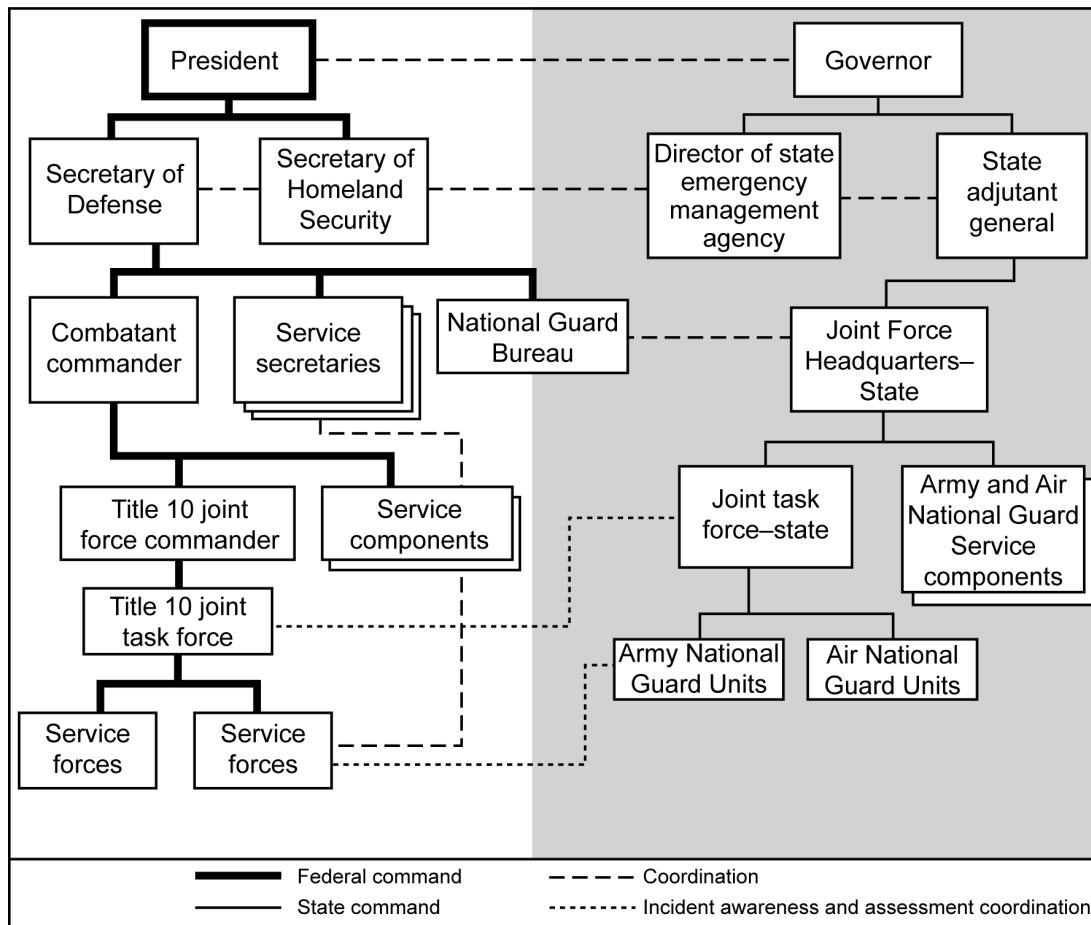 President
Governor
Secretary of
Defense
Secretary of
Homeland
Security
Director of state
emergency
management
agency
State
adjutant
general
Combatant
commander
Service
secretaries
National Guard
Bureau
Joint Force
Headquarters–
State
Title 10 joint
force commander
Service
components
Joint task
force–state
Army and Air
National Guard
Service
components
Title 10 joint
task force
Army National
Guard Units
Air National
Guard Units
Service
forces
Service
forces
Federal command
Coordination
State command
Incident awareness and assessment coordination